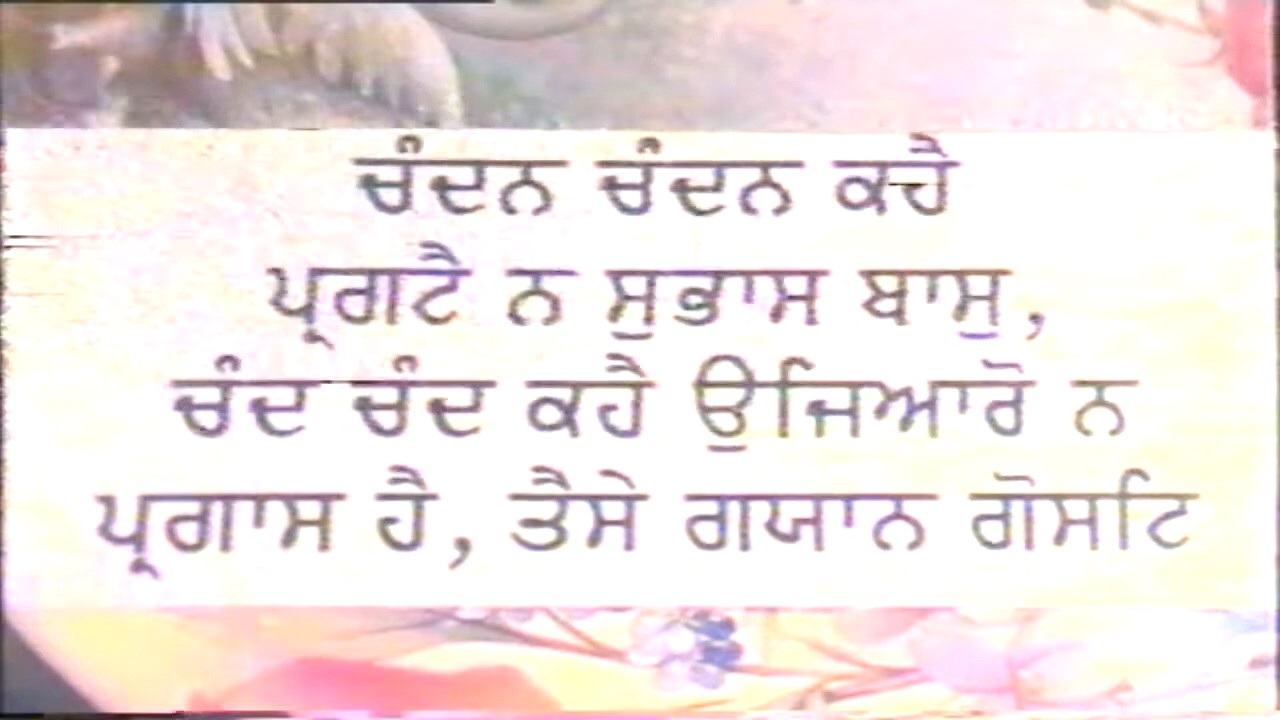 ਚੰਦਨ ਚੰਦਨ ਕਹੈ
ਪ੍ਰਗਟੈ ਨ ਸੁਭਾਸ ਬਾਸੁ,
ਚੰਦ ਚੰਦ ਕਹੈ ਉਜਿਆਰੋ ਨ
ਪ੍ਰਗਾਸ ਹੈ, ਤੈਸੇ ਗਯਾਨ ਗੋਸਟਿ